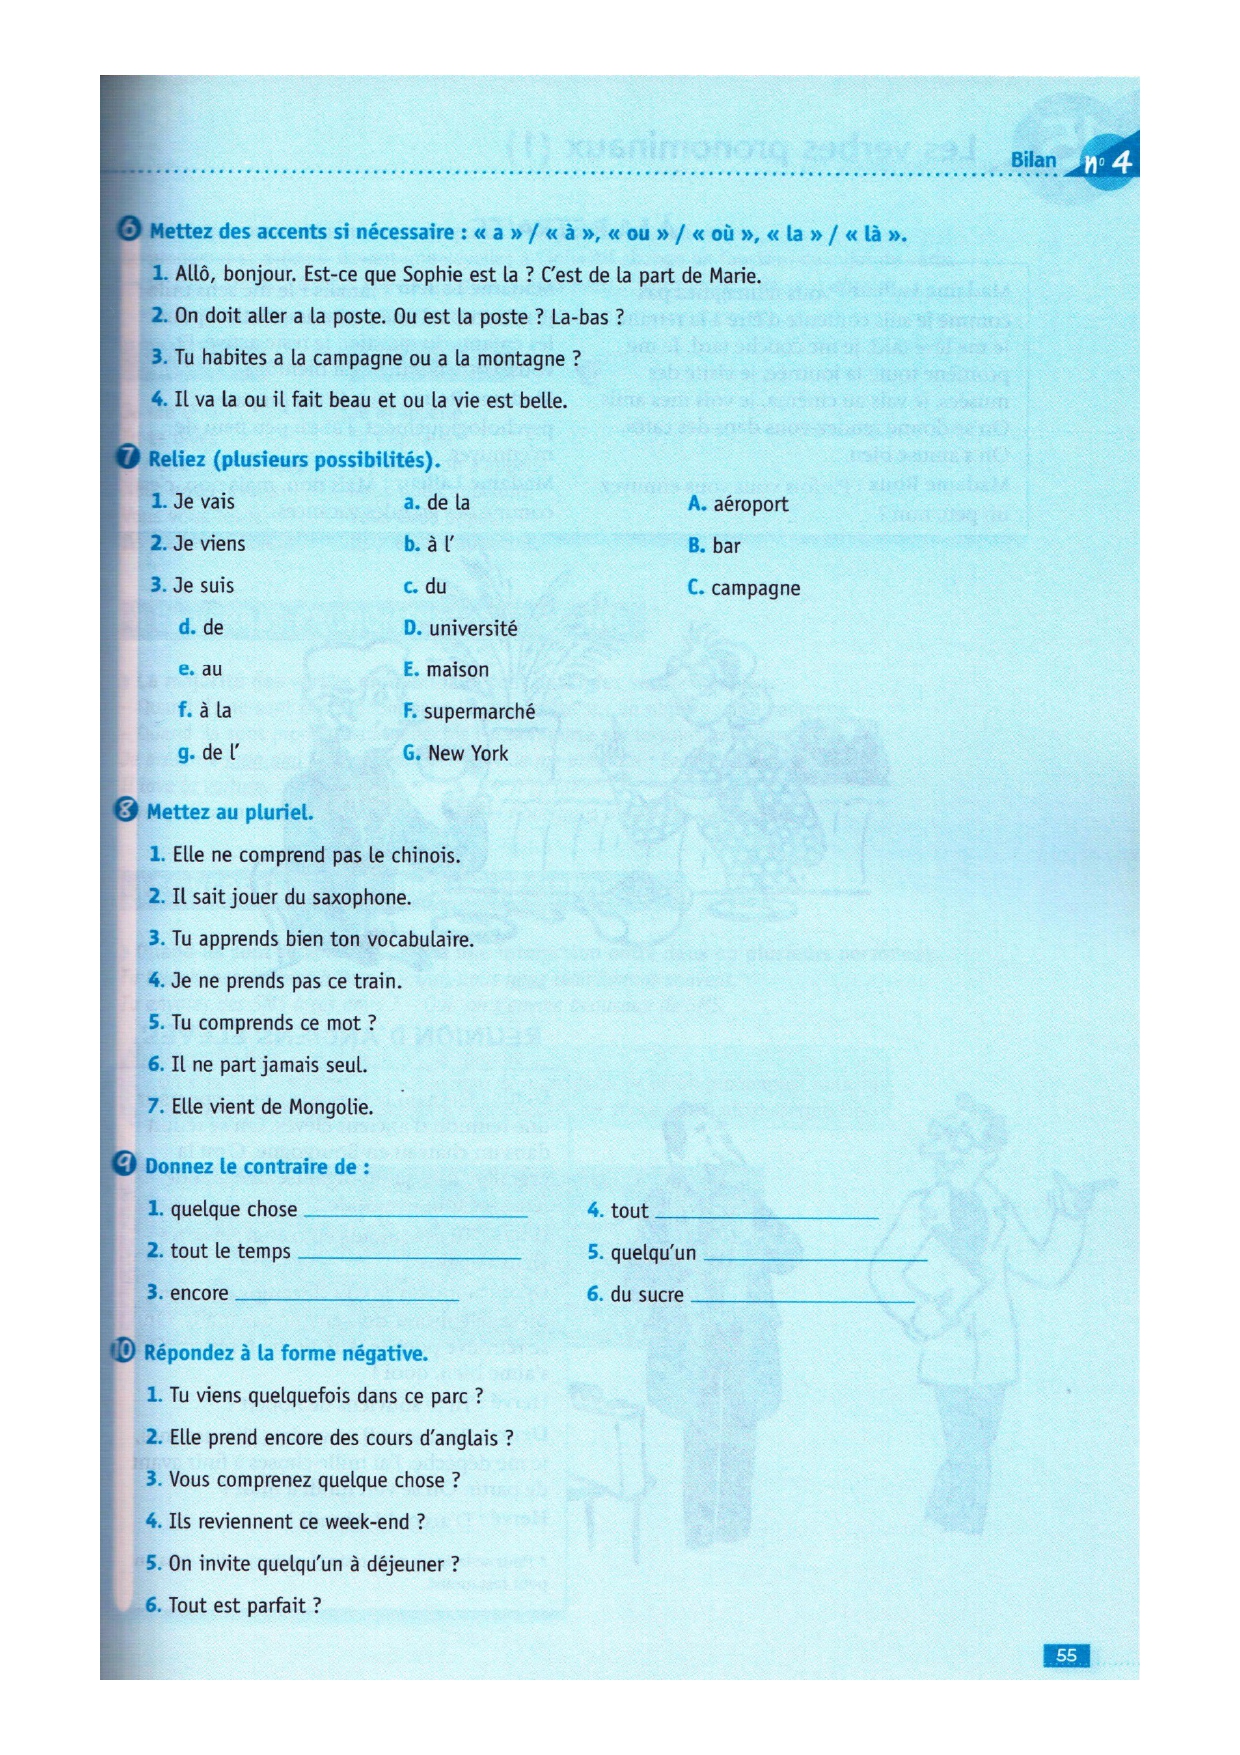 Bilan nº 4
6 Mettez des accents si nécessaire : « a » / « à », « ou » / « où », « la » / « là ».
1. Allô, bonjour. Est-ce que Sophie est la ? C'est de la part de Marie.
2. On doit aller a la poste. Ou est la poste ? La-bas ?
3. Tu habites a la campagne ou a la montagne ?
4. Il va la ou il fait beau et ou la vie est belle.
7 Reliez (plusieurs possibilités).
1. Je vais a. de la A. aéroport
2. Je viens b. à l' B. bar
3. Je suis c. du C. campagne
d. de D. université
e. au E. maison
f. à la F. supermarché
g. de l' G. New York
8 Mettez au pluriel.
1. Elle ne comprend pas le chinois.
2. Il sait jouer du saxophone.
3. Tu apprends bien ton vocabulaire.
4. Je ne prends pas ce train.
5. Tu comprends ce mot ?
6. Il ne part jamais seul.
7. Elle vient de Mongolie.
9 Donnez le contraire de :
1. quelque chose 4. tout
2. tout le temps 5. quelqu'un
3. encore 6. du sucre
10 Répondez à la forme négative.
1. Tu viens quelquefois dans ce parc ?
2. Elle prend encore des cours d'anglais ?
3. Vous comprenez quelque chose ?
4. Ils reviennent ce week-end ?
5. On invite quelqu'un à déjeuner ?
6. Tout est parfait ?
55